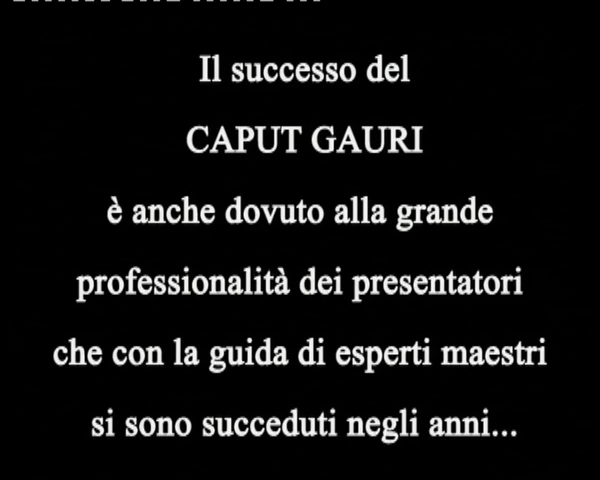 Il successo del
CAPUT GAURI
è anche dovuto alla grande
professionalità dei presentatori
che con la guida di esperti maestri
si sono succeduti negli anni...